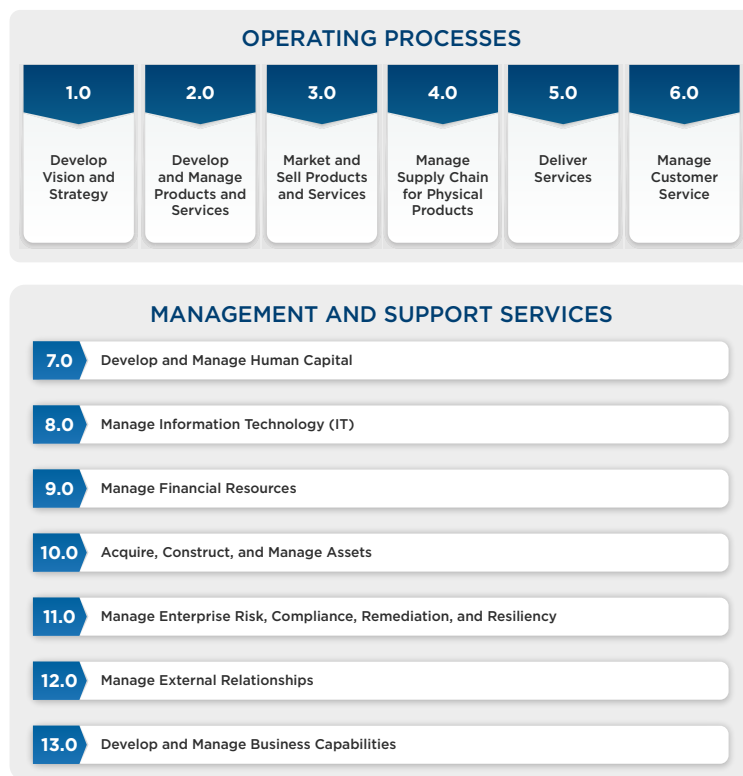 OPERATING PROCESSES
1.0
Develop
Vision and
Strategy
2.0
Develop
and Manage
Products and
Services
3.0
Market and
Sell Products
and Services
4.0
Manage
Supply Chain
for Physical
Products
5.0
Deliver
Services
6.0
Manage
Customer
Service
MANAGEMENT AND SUPPORT SERVICES
7.0 Develop and Manage Human Capital
8.0 Manage Information Technology (IT)
9.0 Manage Financial Resources
10.0 Acquire, Construct, and Manage Assets
11.0 Manage Enterprise Risk, Compliance, Remediation, and Resiliency
12.0 Manage External Relationships
13.0 Develop and Manage Business Capabilities